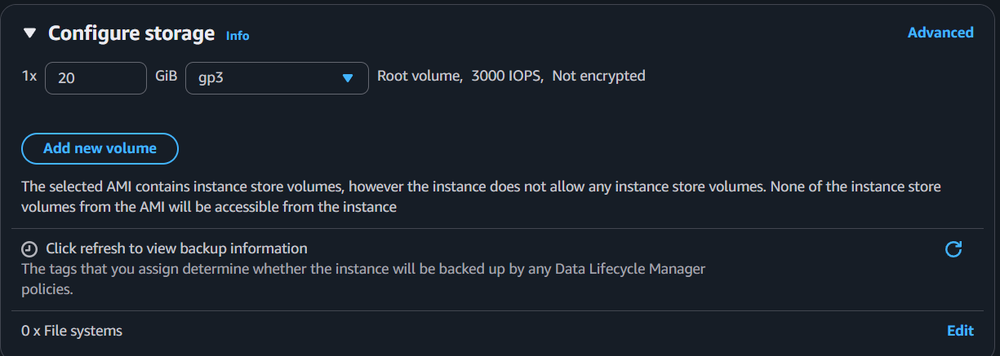 Configure storage Info Advanced
1x 20 GiB gp3 Root volume, 3000 IOPS, Not encrypted
Add new volume
The selected AMI contains instance store volumes, however the instance does not allow any instance store volumes. None of the instance store
volumes from the AMI will be accessible from the instance
Click refresh to view backup information
The tags that you assign determine whether the instance will be backed up by any Data Lifecycle Manager
policies.
0 x File systems Edit